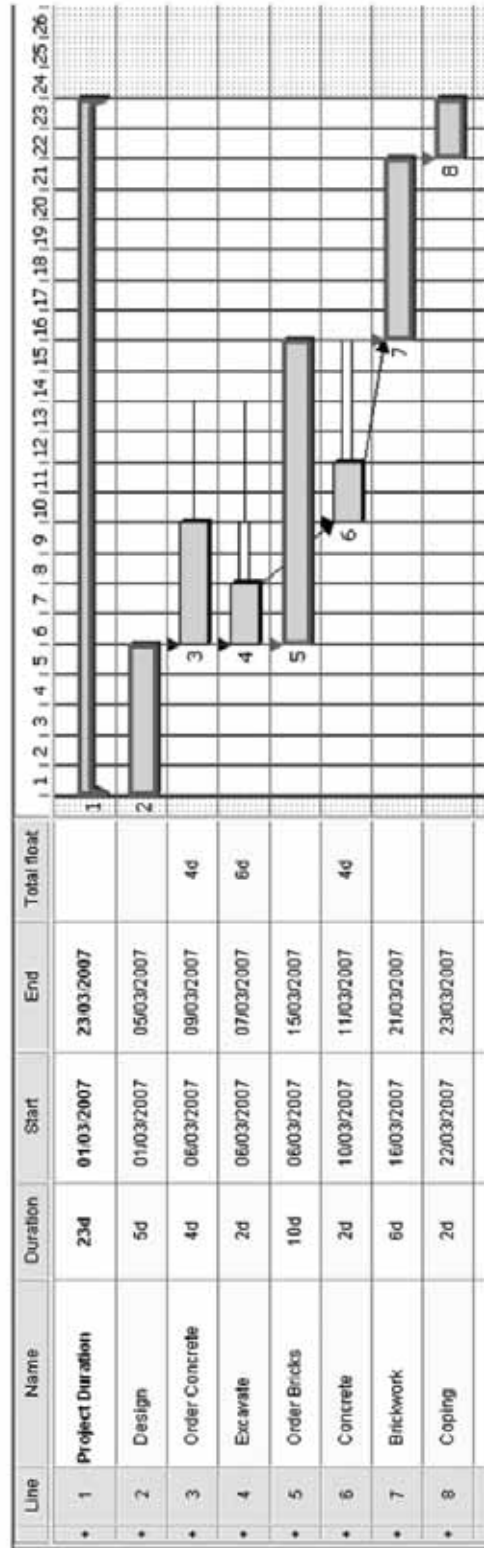 Line Name Duration Start End Total float 1 2 3 4 5 6 7 8 9 10 11 12 13 14 15 16 17 18 19 20 21 22 23 24 25 26
1 Project Duration 23d 01/03/2007 23/03/2007 1
2 Design 5d 01/03/2007 05/03/2007 2
3 Order Concrete 4d 06/03/2007 09/03/2007 4d 3
4 Excavate 2d 06/03/2007 07/03/2007 6d 4
5 Order Bricks 10d 06/03/2007 15/03/2007 5
6 Concrete 2d 10/03/2007 11/03/2007 4d 6
7 Brickwork 6d 16/03/2007 21/03/2007 7
8 Coping 2d 22/03/2007 23/03/2007 8